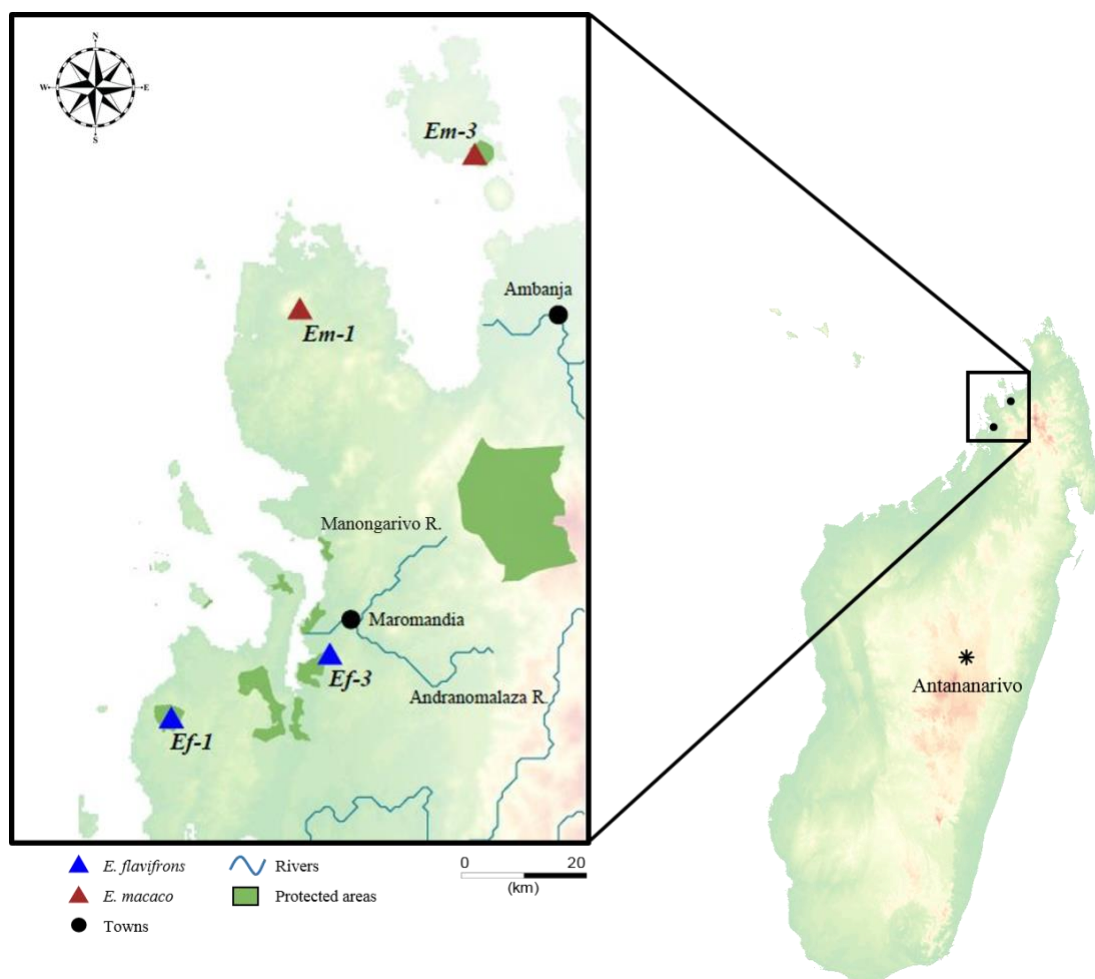 N
W
E
S
Em-3
Ambanja
Em-1
Manongarivo R.
Maromandia
Ef-3
Andranomalaza R.
Ef-1
Antananarivo
E. flavifrons
Rivers
0 20
(km)
E. macaco
Protected areas
Towns